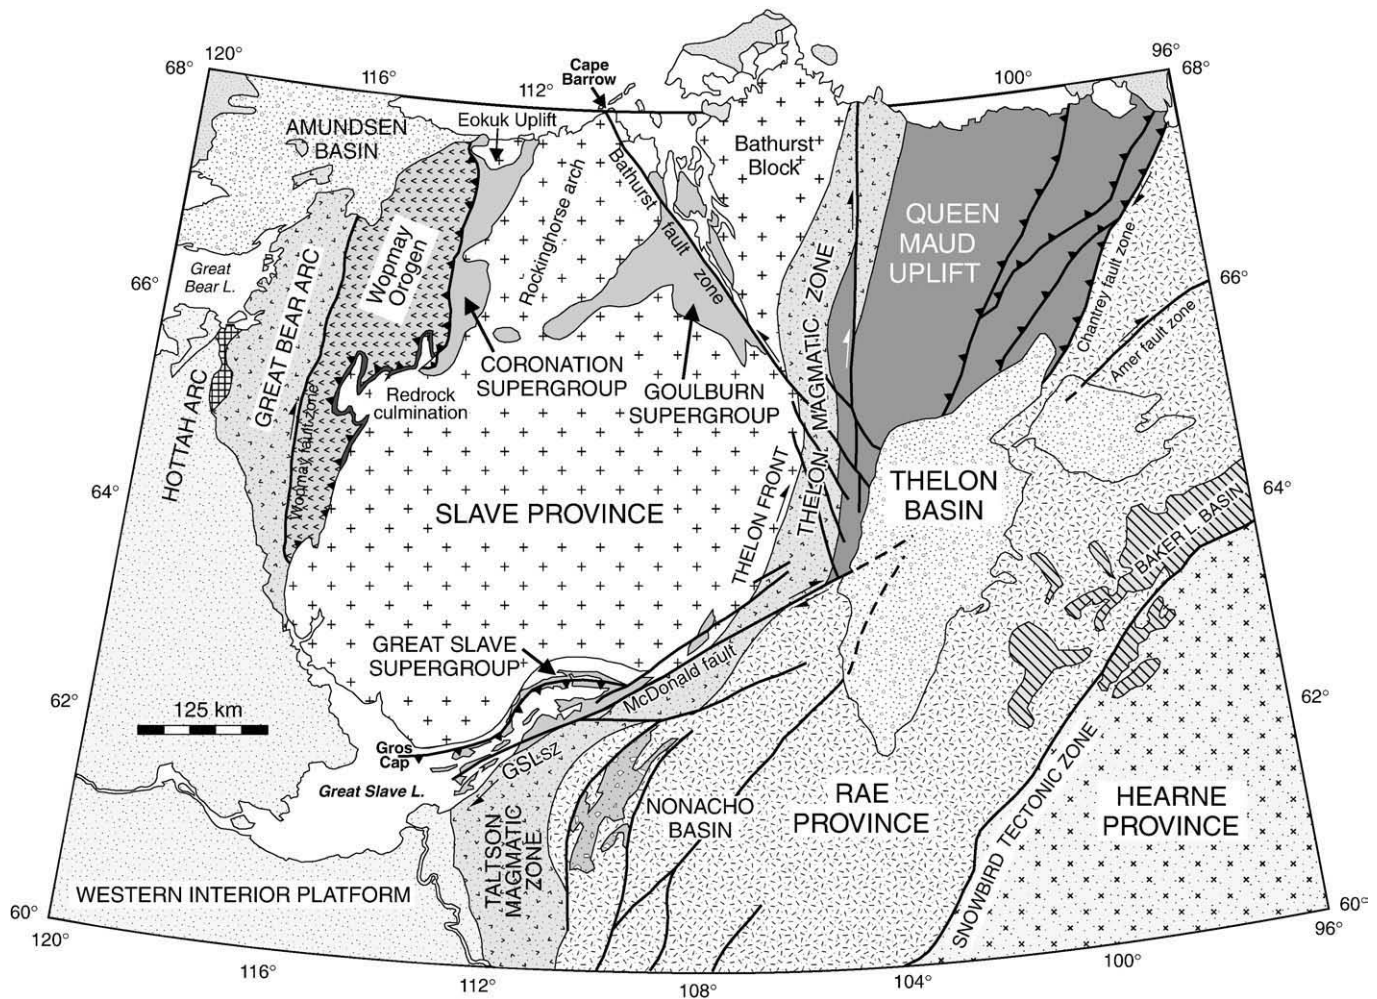 120°
68°
116°
112°
Cape
Barrow
100°
96°
68°
Eokuk Uplift
AMUNDSEN
BASIN
Bathurst
Block
Bathurst fault zone
Rockinghorse arch
QUEEN
MAUD
UPLIFT
Wopmay
Orogen
Great
Bear L.
66°
66°
GREAT BEAR ARC
THELON MAGMATIC ZONE
Chantrey fault zone
Amer fault zone
CORONATION
SUPERGROUP
GOULBURN
SUPERGROUP
Redrock
culmination
HOTTAH ARC
Wopmay fault zone
64°
64°
SLAVE PROVINCE
THELON FRONT
THELON
BASIN
BAKER L. BASIN
GREAT SLAVE
SUPERGROUP
McDonald fault
62°
62°
125 km
Gros
Cap
GSLsz
Great Slave L.
SNOWBIRD TECTONIC ZONE
NONACHO
BASIN
RAE
PROVINCE
HEARNE
PROVINCE
TALTSON
MAGMATIC
ZONE
WESTERN INTERIOR PLATFORM
60°
60°
120°
96°
116°
112°
108°
104°
100°